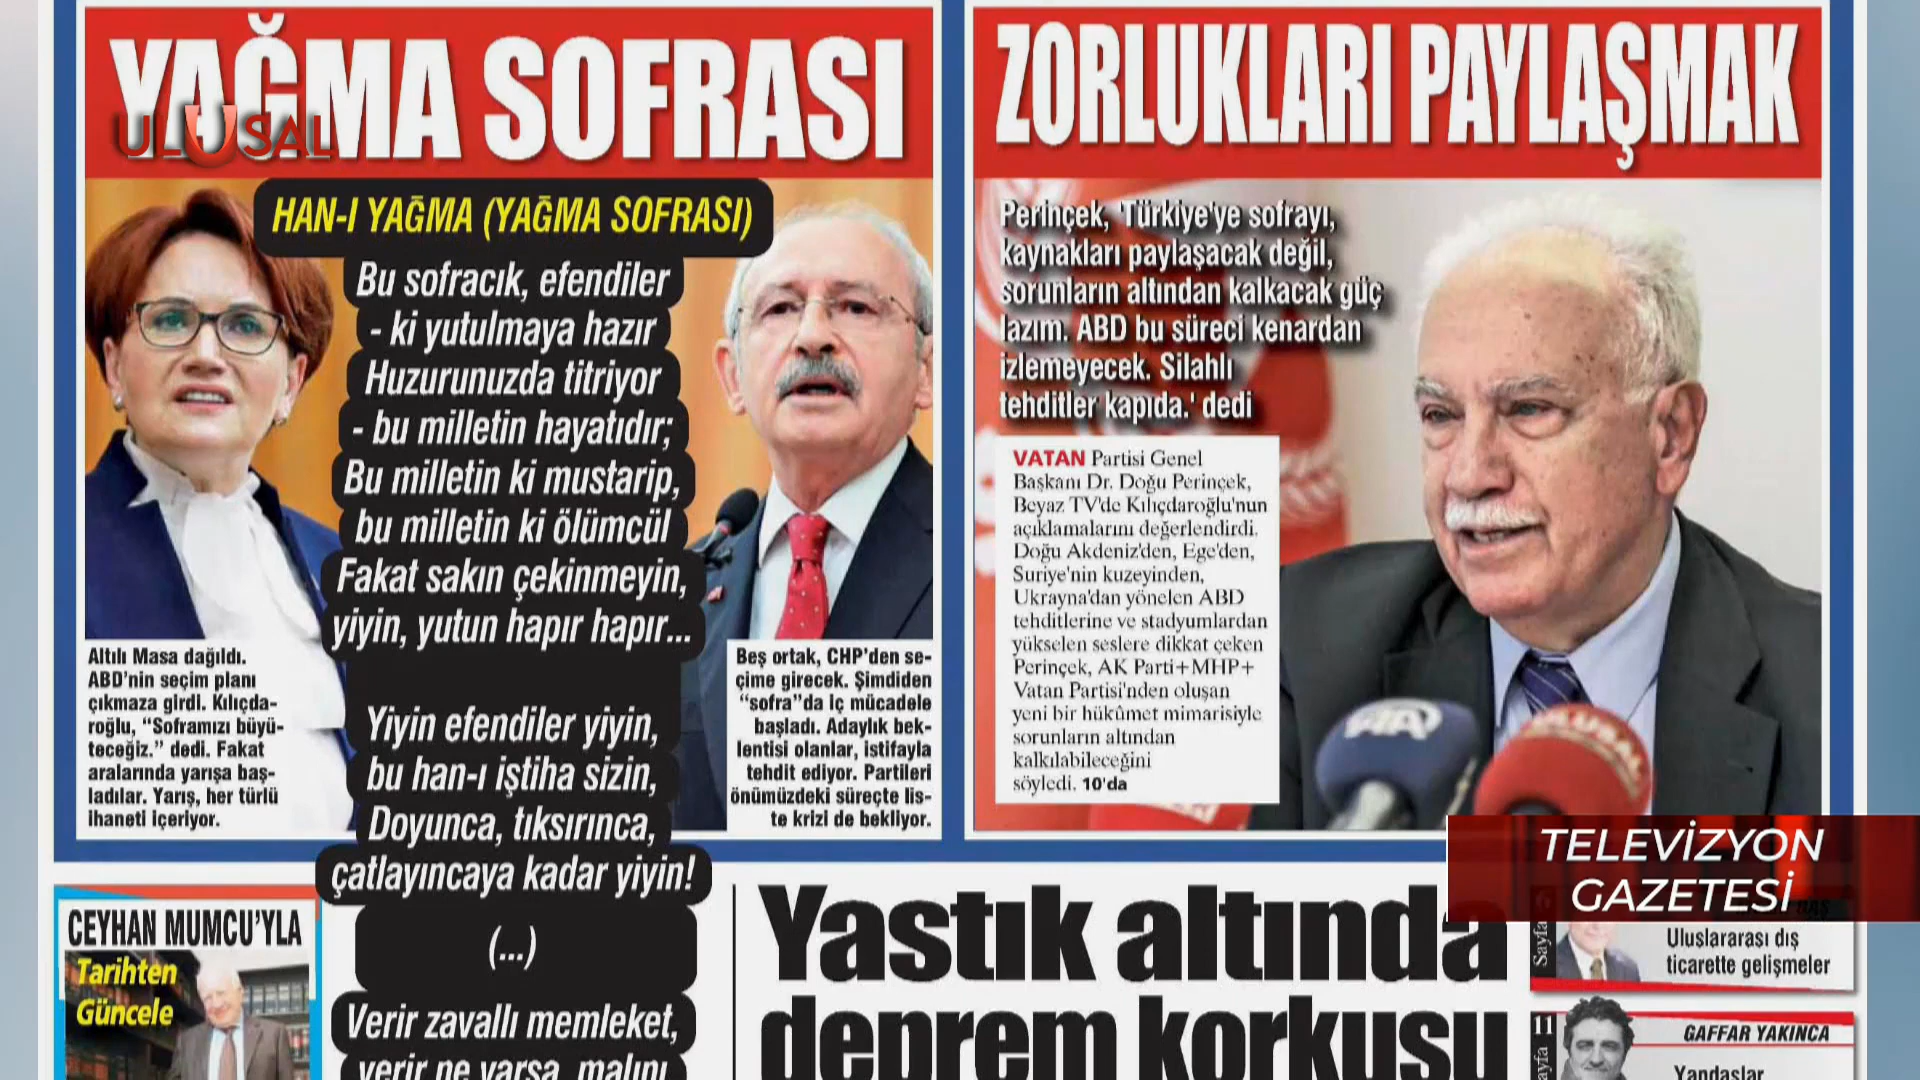 YAĞMA SOFRASI
ULUSAL
HAN-I YAĞMA (YAĞMA SOFRASI)
Bu sofracık, efendiler
- ki yutulmaya hazır
Huzurunuzda titriyor
- bu milletin hayatıdır;
Bu milletin ki mustarip,
bu milletin ki ölümcül
Fakat sakın çekinmeyin,
yiyin, yutun hapır hapır...
Yiyin efendiler yiyin,
bu han-ı iştiha sizin,
Doyunca, tıksırınca,
çatlayıncaya kadar yiyin!
(...)
Verir zavallı memleket,
verir ne varsa, malını
Altılı Masa dağıldı.
ABD'nin seçim planı
çıkmaza girdi. Kılıçda-
roğlu, “Soframızı büyü-
teceğiz.” dedi. Fakat
aralarında yarışa baş-
ladılar. Yarış, her türlü
ihaneti içeriyor.
Beş ortak, CHP'den se-
çime girecek. Şimdiden
“sofra”da iç mücadele
başladı. Adaylık bek-
lentisi olanlar, istifayla
tehdit ediyor. Partileri
önümüzdeki süreçte lis-
te krizi de bekliyor.
ZORLUKLARI PAYLAŞMAK
Perinçek, 'Türkiye'ye sofrayı,
kaynakları paylaşacak değil,
sorunların altından kalkacak güç
lazım. ABD bu süreci kenardan
izlemeyecek. Silahlı
tehditler kapıda.' dedi
VATAN Partisi Genel
Başkanı Dr. Doğu Perinçek,
Beyaz TV'de Kılıçdaroğlu'nun
açıklamalarını değerlendirdi.
Doğu Akdeniz'den, Ege'den,
Suriye'nin kuzeyinden,
Ukrayna'dan yönelen ABD
tehditlerine ve stadyumlardan
yükselen seslere dikkat çeken
Perinçek, AK Parti+MHP+
Vatan Partisi'nden oluşan
yeni bir hükûmet mimarisiyle
sorunların altından
kalkılabileceğini
söyledi. 10'da
AA
ULUSAL
TELEVİZYON
GAZETESİ
CEYHAN MUMCU'YLA
Tarihten
Güncele
Yastık altında
deprem korkusu
Sayfa
Uluslararası dış
ticarette gelişmeler
11
GAFFAR YAKINCA
Yandaşlar